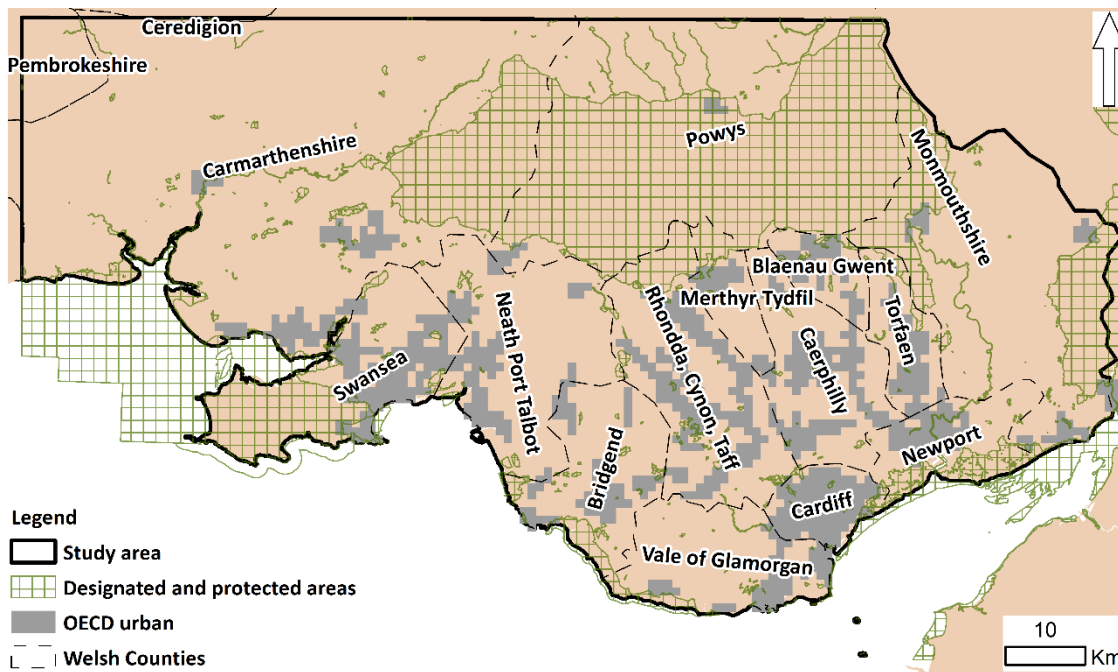 Ceredigion
Pembrokeshire
Carmarthenshire
Powys
Monmouthshire
Blaenau Gwent
Merthyr Tydfil
Torfaen
Neath Port Talbot
Rhondda, Cynon, Taff
Caerphilly
Swansea
Bridgend
Newport
Cardiff
Vale of Glamorgan
Legend
Study area
Designated and protected areas
OECD urban
Welsh Counties
10
Km